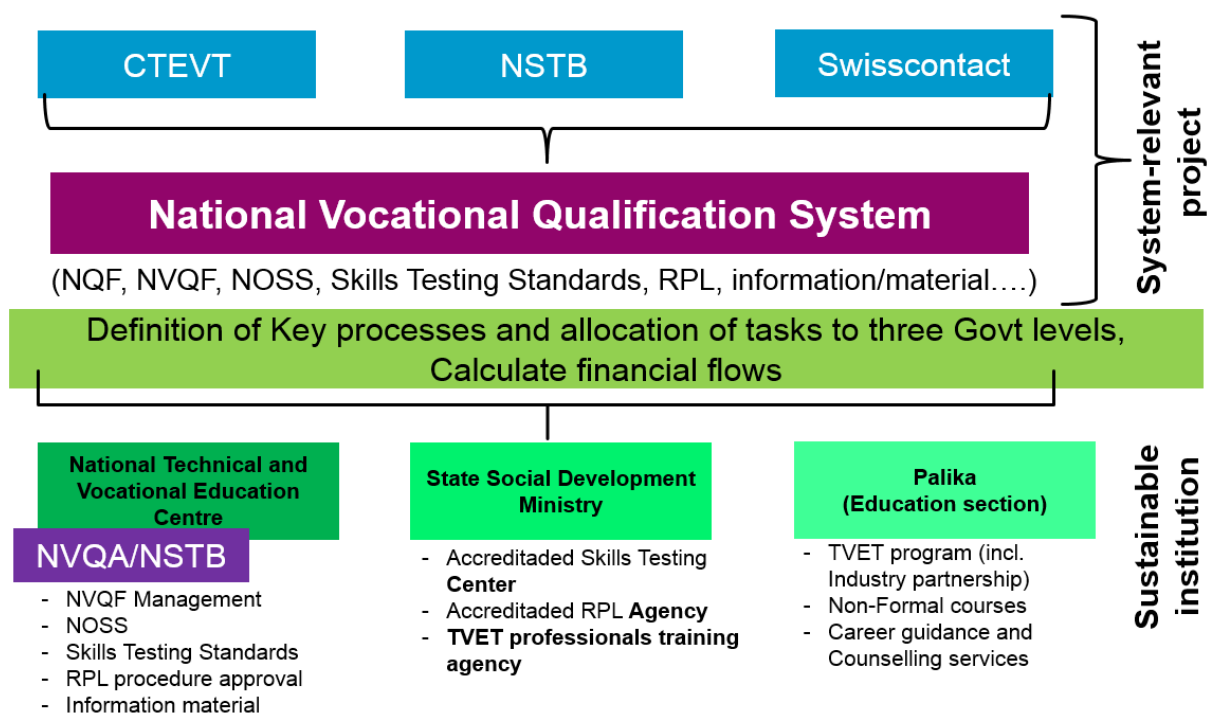 CTEVT
NSTB
Swisscontact
System-relevant
project
National Vocational Qualification System
(NQF, NVQF, NOSS, Skills Testing Standards, RPL, information/material….)
Definition of Key processes and allocation of tasks to three Govt levels,
Calculate financial flows
Sustainable
institution
National Technical and
Vocational Education
Centre
NVQA/NSTB
- NVQF Management
- NOSS
- Skills Testing Standards
- RPL procedure approval
- Information material
State Social Development
Ministry
- Accreditaded Skills Testing
Center
- Accreditaded RPL Agency
- TVET professionals training
agency
Palika
(Education section)
- TVET program (incl.
Industry partnership)
- Non-Formal courses
- Career guidance and
Counselling services